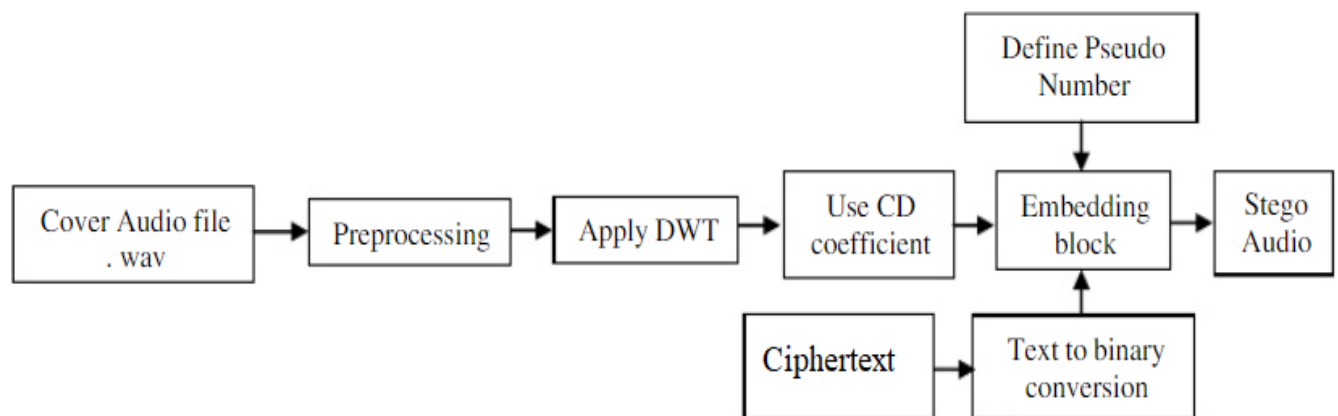 Define Pseudo
Number
Cover Audio file
. wav
Preprocessing
Apply DWT
Use CD
coefficient
Embedding
block
Stego
Audio
Ciphertext
Text to binary
conversion